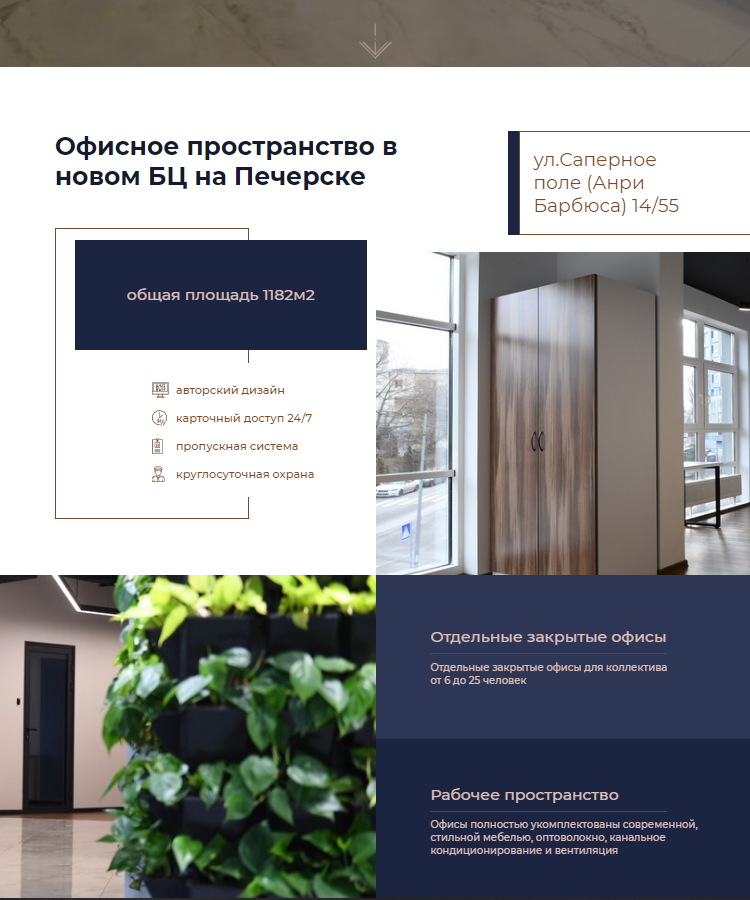 Офисное пространство в
новом БЦ на Печерске
ул.Саперное
поле (Анри
Барбюса) 14/55
общая площадь 1182м2
авторский дизайн
карточный доступ 24/7
пропускная система
круглосуточная охрана
Отдельные закрытые офисы
Отдельные закрытые офисы для коллектива
от 6 до 25 человек
Рабочее пространство
Офисы полностью укомплектованы современной,
стильной мебелью, оптоволокно, канальное
кондиционирование и вентиляция